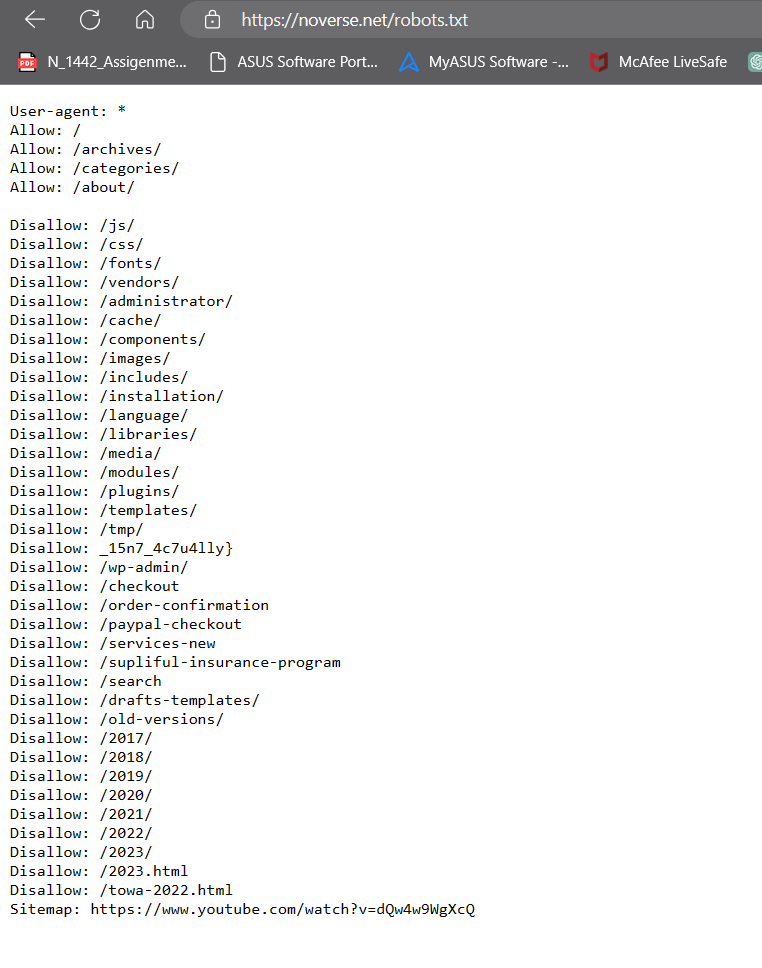 https://noverse.net/robots.txt
PDF N_1442_Assigenme... ASUS Software Port... MyASUS Software -... McAfee LiveSafe
User-agent: *
Allow: /
Allow: /archives/
Allow: /categories/
Allow: /about/
Disallow: /js/
Disallow: /css/
Disallow: /fonts/
Disallow: /vendors/
Disallow: /administrator/
Disallow: /cache/
Disallow: /components/
Disallow: /images/
Disallow: /includes/
Disallow: /installation/
Disallow: /language/
Disallow: /libraries/
Disallow: /media/
Disallow: /modules/
Disallow: /plugins/
Disallow: /templates/
Disallow: /tmp/
Disallow: _15n7_4c7u4lly}
Disallow: /wp-admin/
Disallow: /checkout
Disallow: /order-confirmation
Disallow: /paypal-checkout
Disallow: /services-new
Disallow: /supliful-insurance-program
Disallow: /search
Disallow: /drafts-templates/
Disallow: /old-versions/
Disallow: /2017/
Disallow: /2018/
Disallow: /2019/
Disallow: /2020/
Disallow: /2021/
Disallow: /2022/
Disallow: /2023/
Disallow: /2023.html
Disallow: /towa-2022.html
Sitemap: https://www.youtube.com/watch?v=dQw4w9WgXcQ